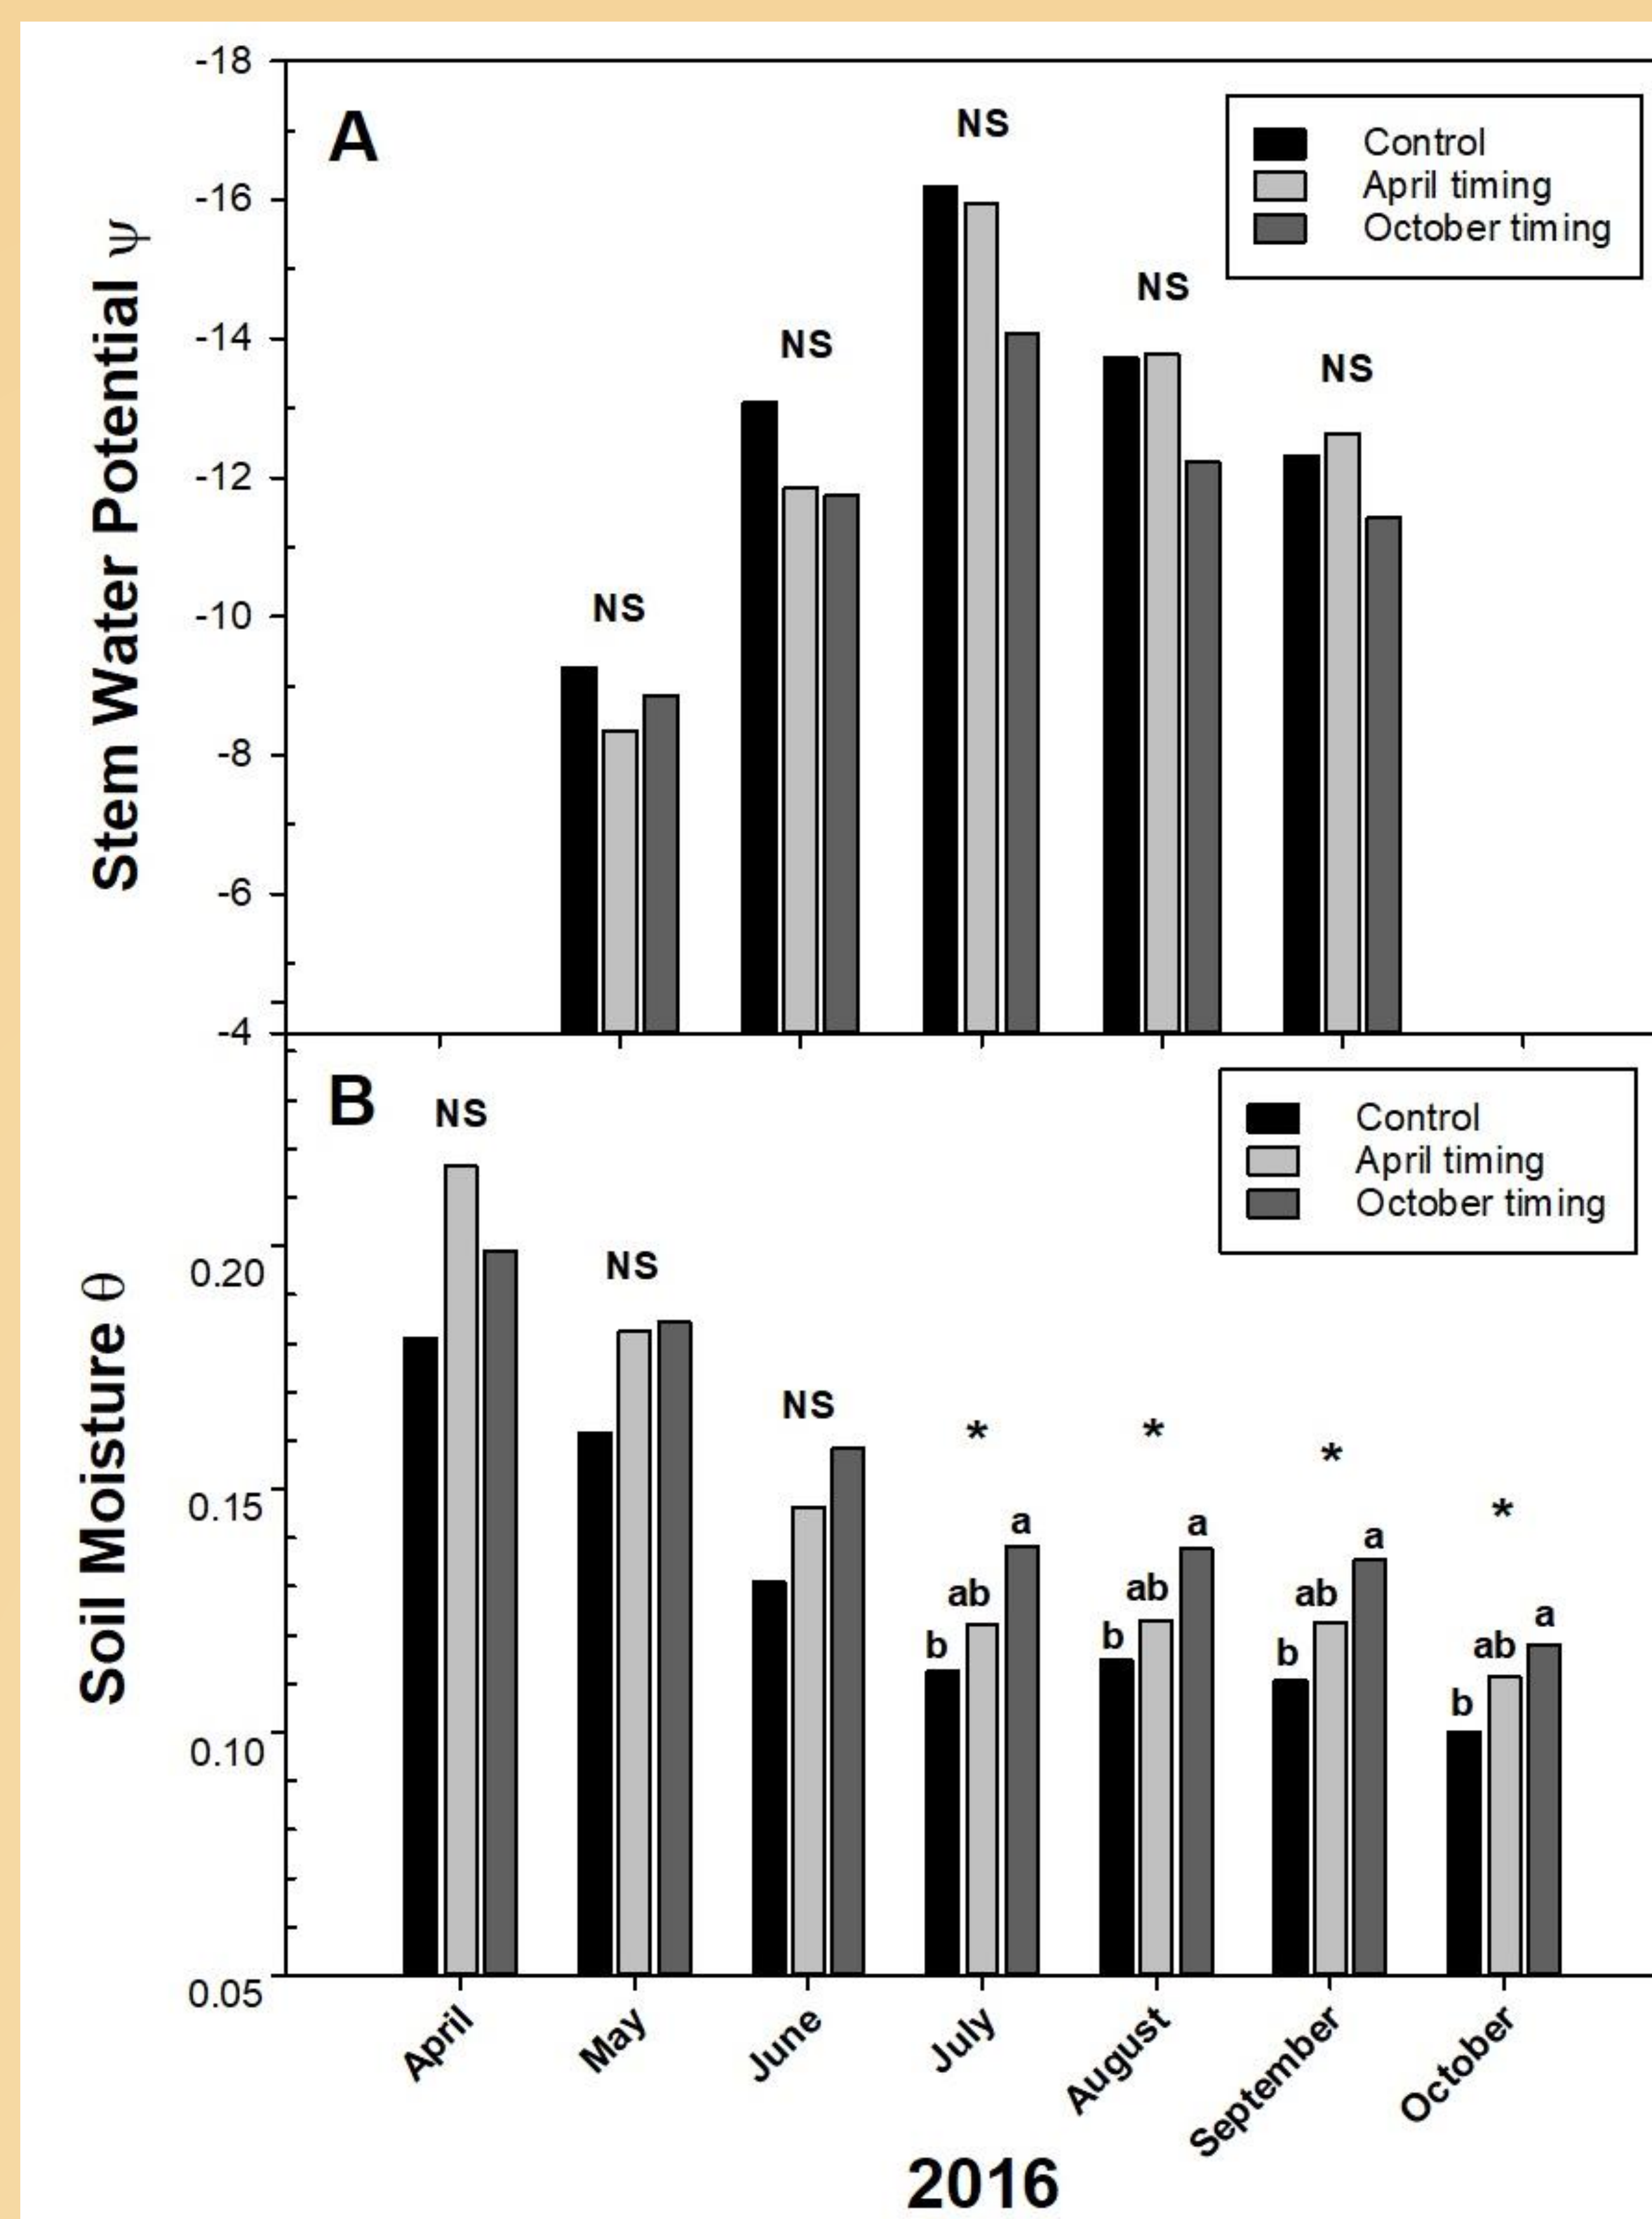 -18
A
NS
Control
April timing
October timing
-16
NS
-14
NS
NS
-12
-10
NS
-8
-6
-4
Stem Water Potential ψ
B
NS
Control
April timing
October timing
0.20
NS
NS
*
*
*
*
0.15
b ab a
b ab a
b ab a
b ab a
0.10
0.05
Soil Moisture θ
April
May
June
July
August
September
October
2016